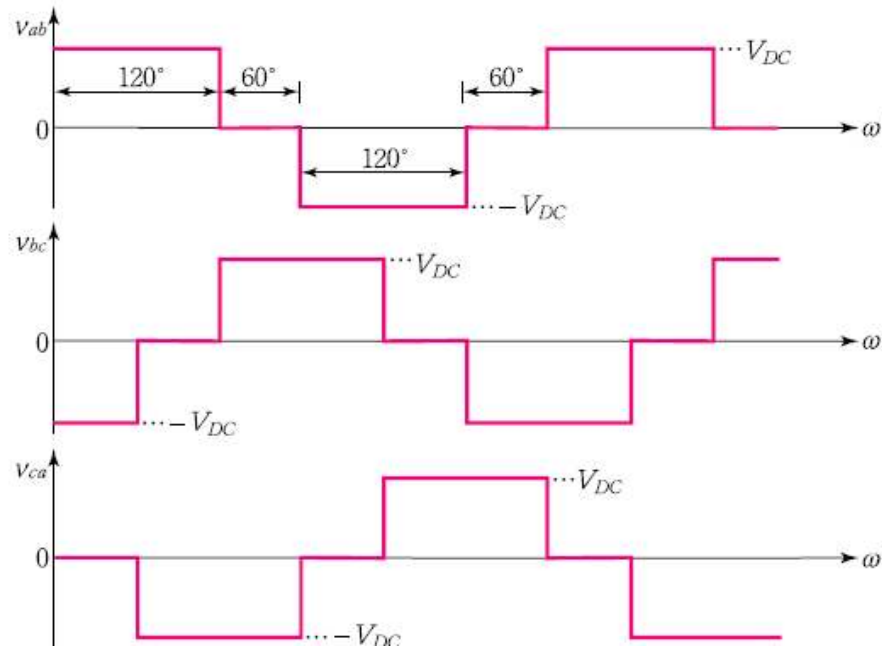 v_ab
V_DC
120° 60° 60°
0 ω
120°
-V_DC
v_bc
V_DC
0 ω
-V_DC
v_ca
V_DC
0 ω
-V_DC